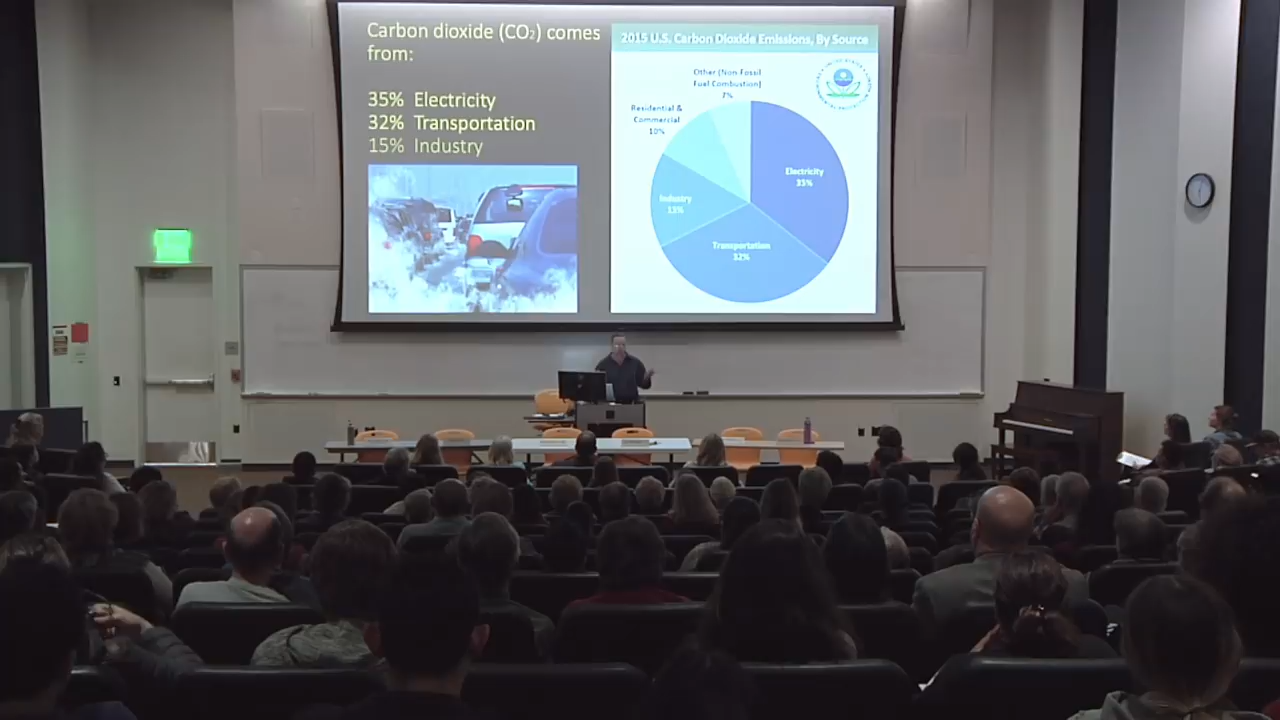 Carbon dioxide (CO2) comes
from:
35% Electricity
32% Transportation
15% Industry
2015 U.S. Carbon Dioxide Emissions, By Source
Other (Non-Fossil
Fuel Combustion)
7%
Residential &
Commercial
10%
Electricity
35%
Industry
15%
Transportation
32%